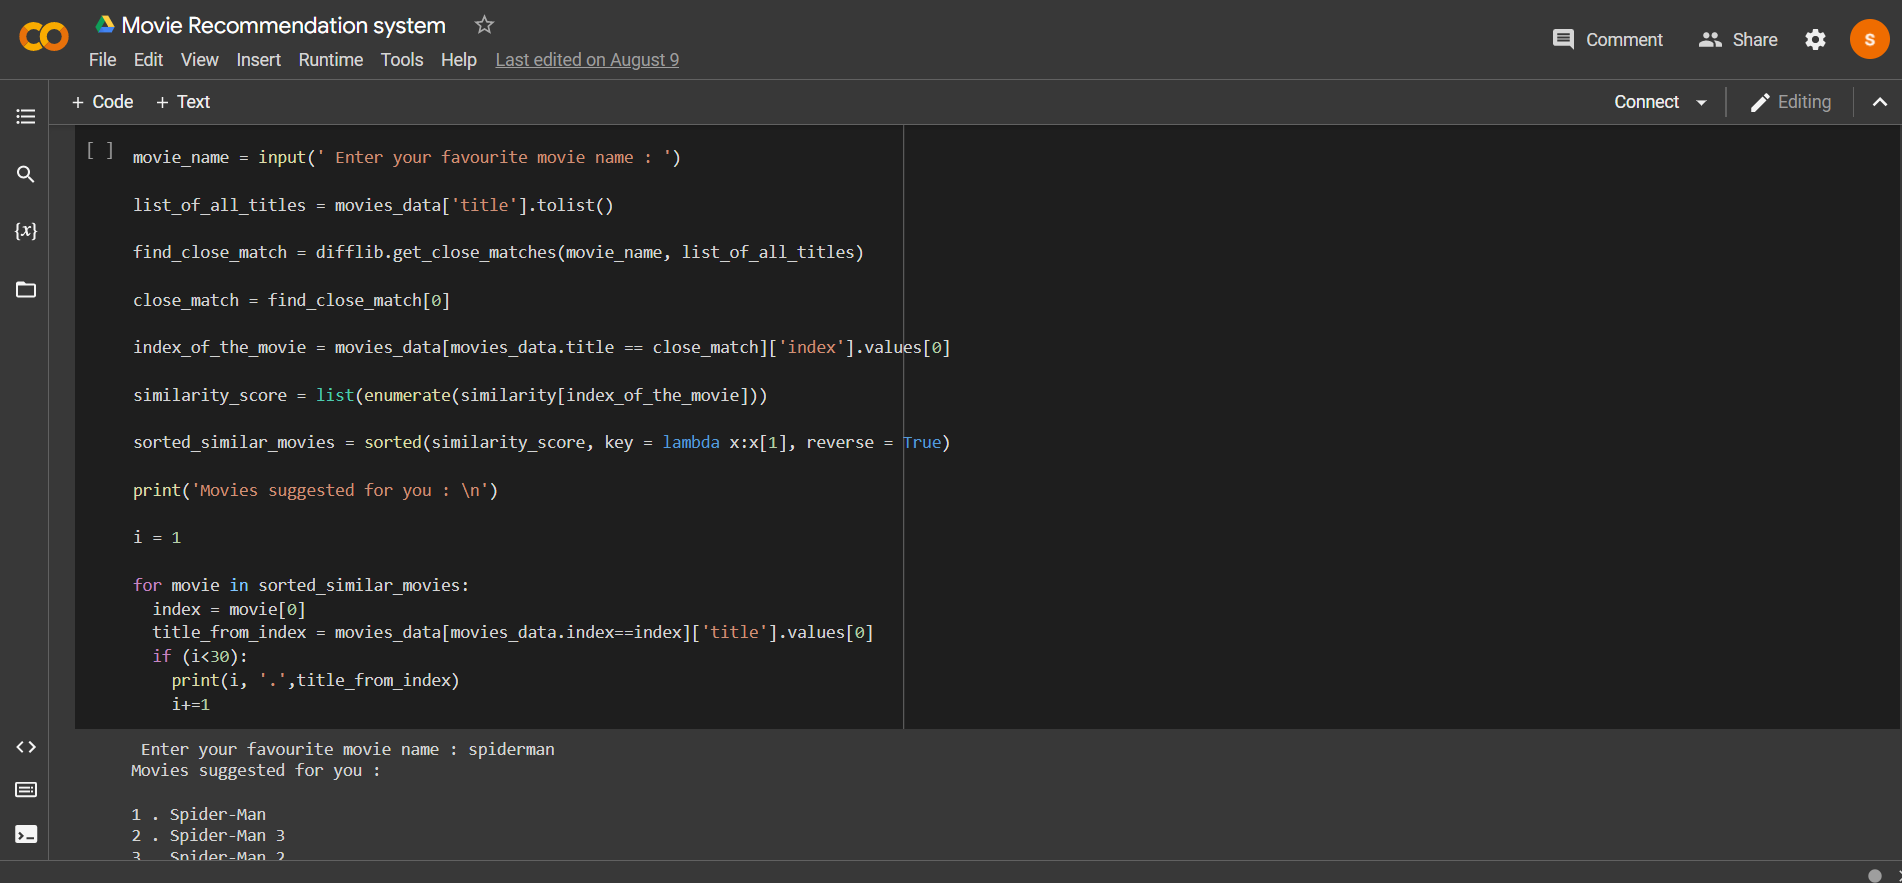 Movie Recommendation system
File Edit View Insert Runtime Tools Help Last edited on August 9
Comment Share S
+ Code + Text
Connect Editing
{x}
[ ] movie_name = input(' Enter your favourite movie name : ')
list_of_all_titles = movies_data['title'].tolist()
find_close_match = difflib.get_close_matches(movie_name, list_of_all_titles)
close_match = find_close_match[0]
index_of_the_movie = movies_data[movies_data.title == close_match]['index'].values[0]
similarity_score = list(enumerate(similarity[index_of_the_movie]))
sorted_similar_movies = sorted(similarity_score, key = lambda x:x[1], reverse = True)
print('Movies suggested for you : \n')
i = 1
for movie in sorted_similar_movies:
  index = movie[0]
  title_from_index = movies_data[movies_data.index==index]['title'].values[0]
  if (i<30):
    print(i, '.',title_from_index)
    i+=1
 Enter your favourite movie name : spiderman
Movies suggested for you :
1 . Spider-Man
2 . Spider-Man 3
3 . Spider-Man 2